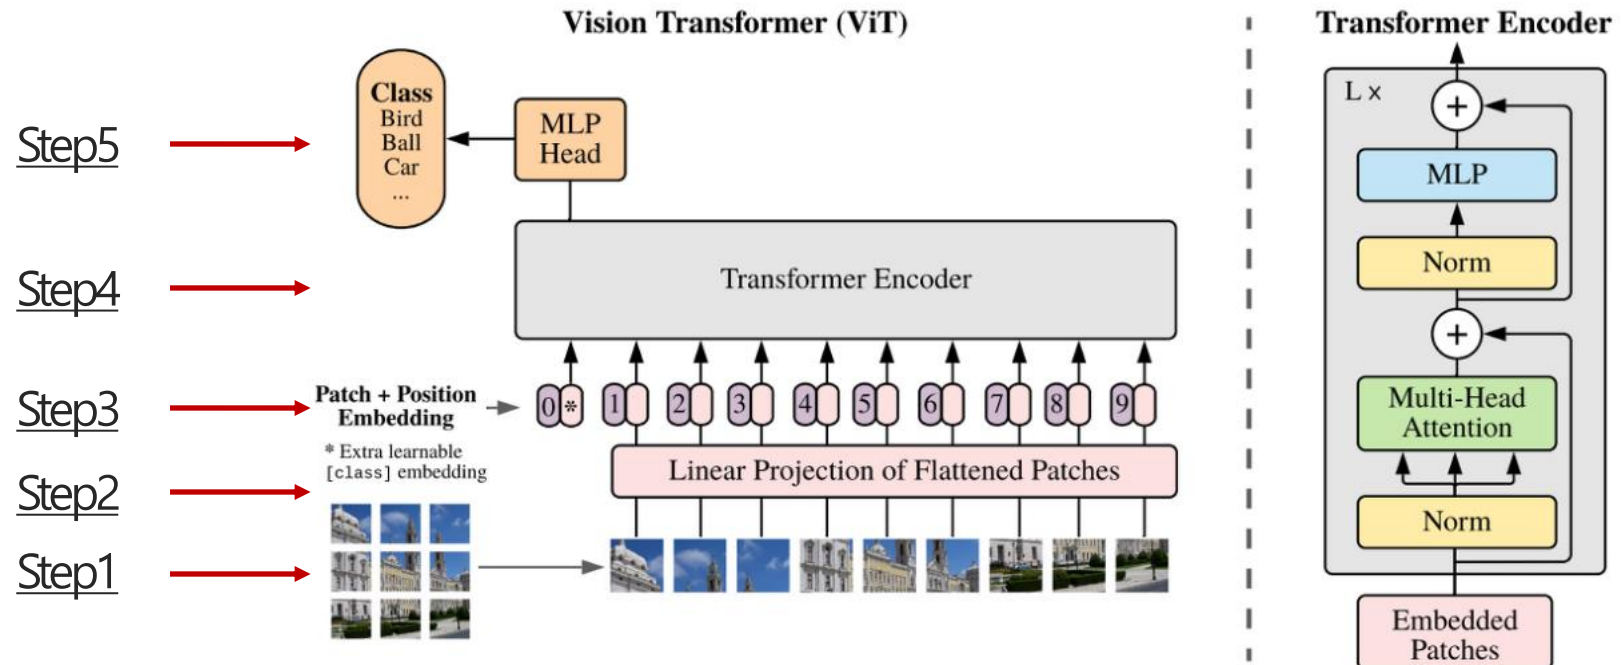 Vision Transformer (ViT)
Step5
Class
Bird
Ball
Car
...
MLP
Head
Step4
Transformer Encoder
Step3
Patch + Position
Embedding
0 * 1 2 3 4 5 6 7 8 9
* Extra learnable
[class] embedding
Step2
Linear Projection of Flattened Patches
Step1
Transformer Encoder
L ×
+
MLP
Norm
+
Multi-Head
Attention
Norm
Embedded
Patches